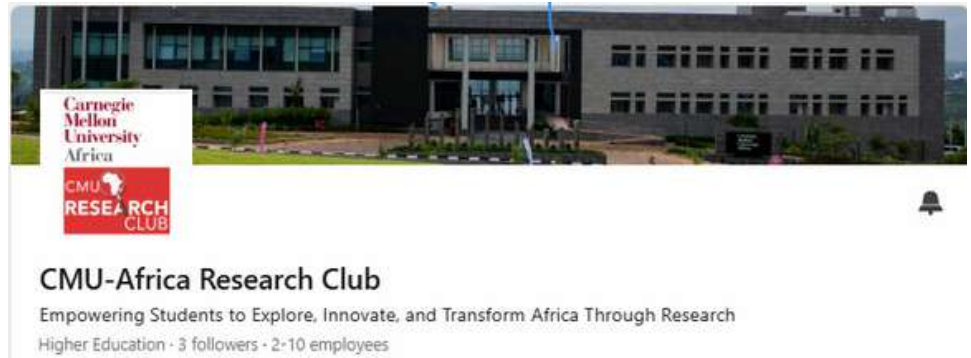 Carnegie
Mellon
University
Africa
CMU
RESEARCH
CLUB
CMU-Africa Research Club
Empowering Students to Explore, Innovate, and Transform Africa Through Research
Higher Education · 3 followers · 2-10 employees